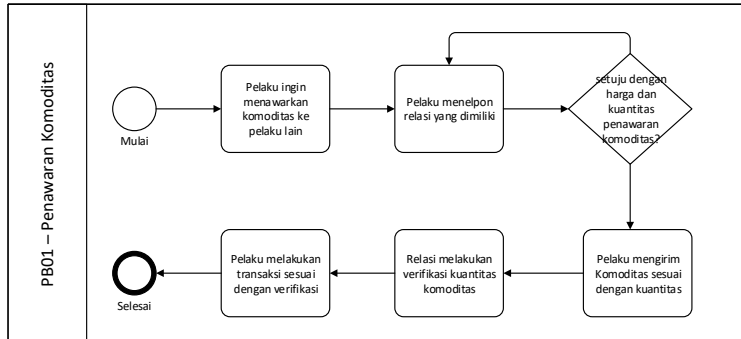 PB01 – Penawaran Komoditas
Mulai
Pelaku ingin
menawarkan
komoditas ke
pelaku lain
Pelaku menelpon
relasi yang dimiliki
setuju dengan
harga dan
kuantitas
penawaran
komoditas?
Pelaku mengirim
Komoditas sesuai
dengan kuantitas
Relasi melakukan
verifikasi kuantitas
komoditas
Pelaku melakukan
transaksi sesuai
dengan verifikasi
Selesai